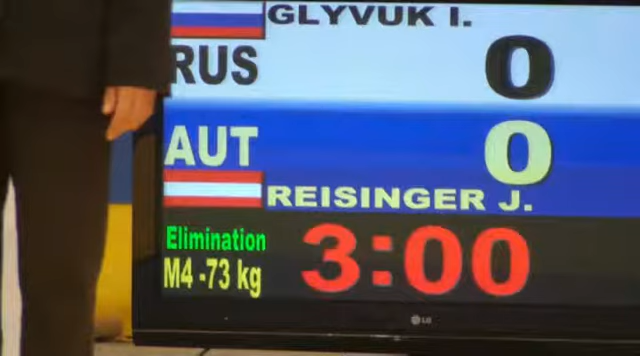 GLYVUK I.
RUS 0
AUT 0
REISINGER J.
Elimination
M4 -73 kg 3:00
LG